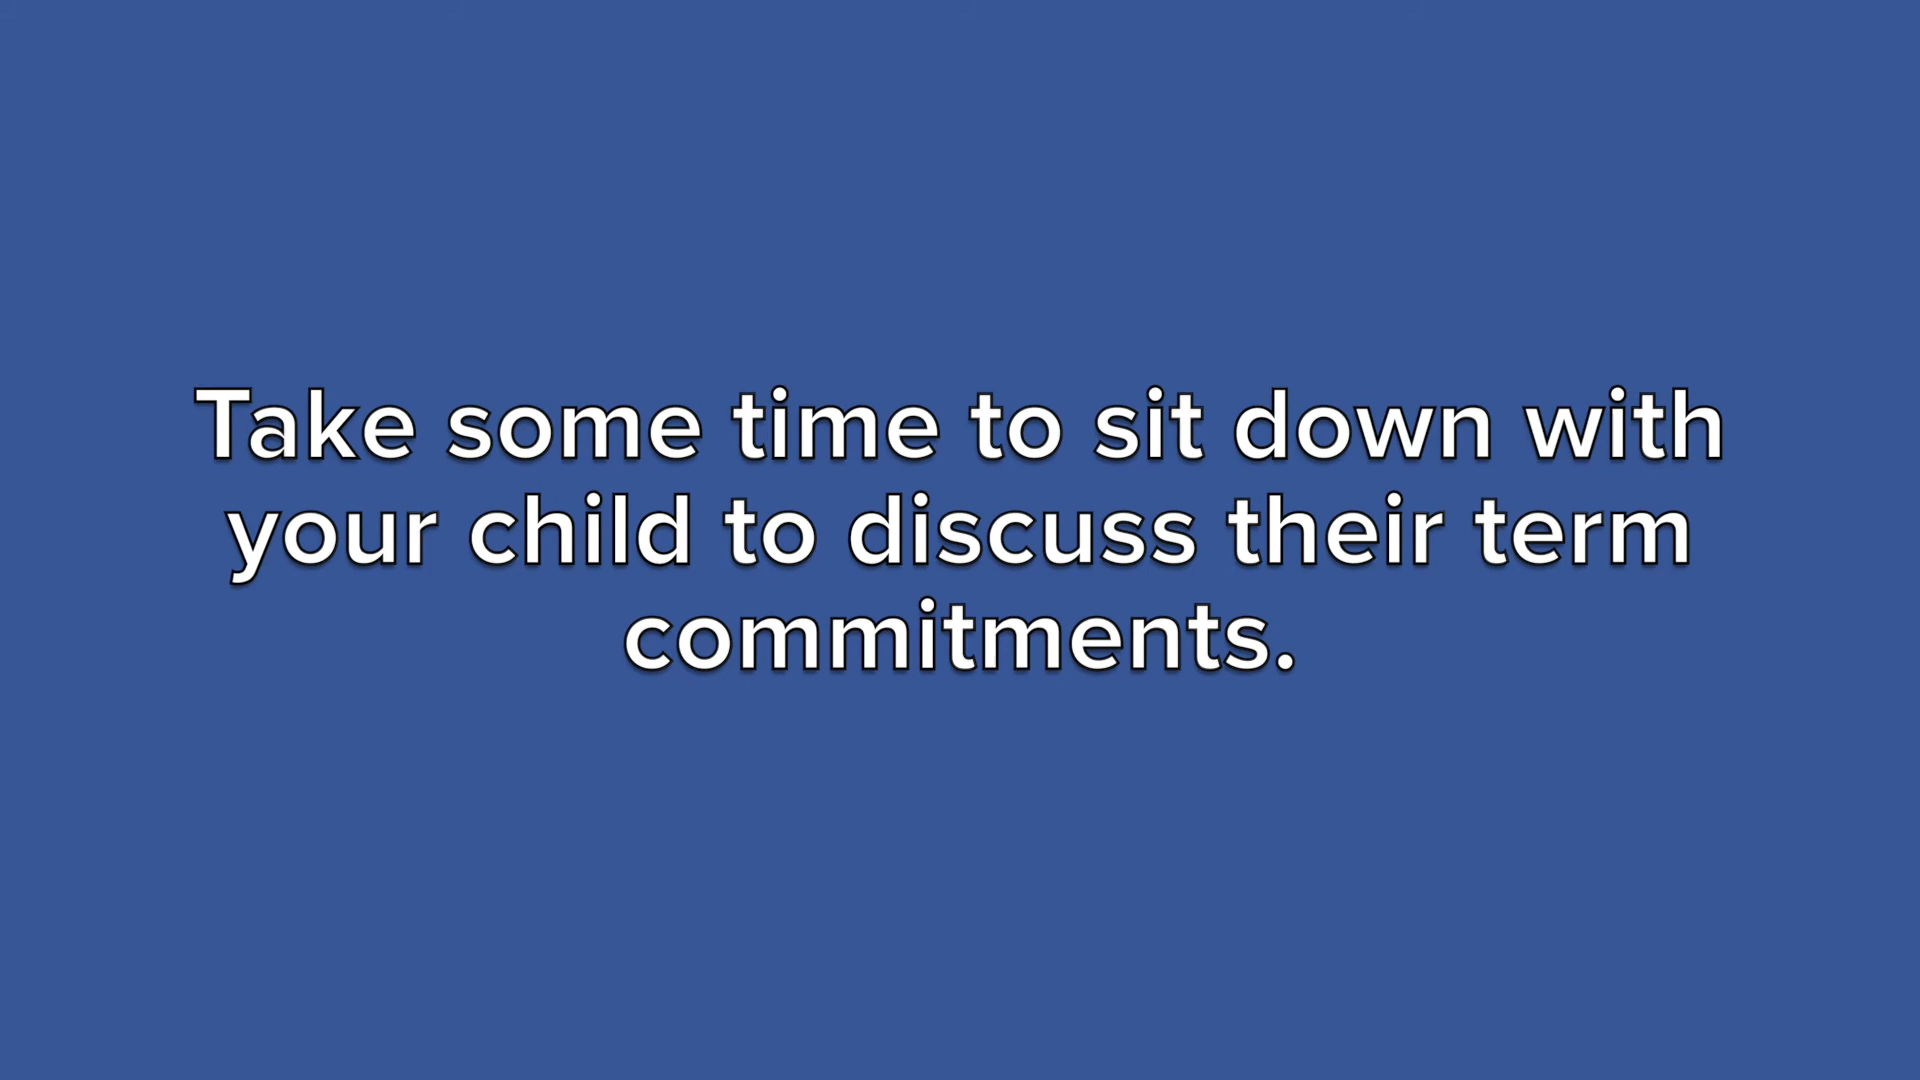 Take some time to sit down with
your child to discuss their term
commitments.